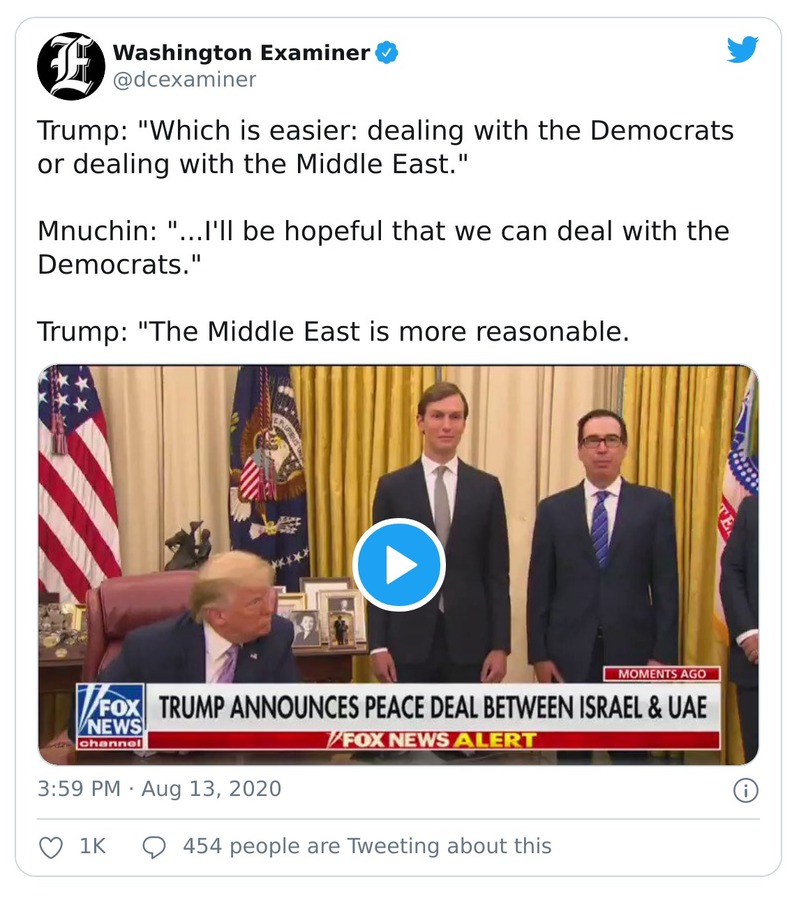 Washington Examiner
@dcexaminer
Trump: "Which is easier: dealing with the Democrats
or dealing with the Middle East."
Mnuchin: "...I'll be hopeful that we can deal with the
Democrats."
Trump: "The Middle East is more reasonable.
MOMENTS AGO
FOX
NEWS
channel
TRUMP ANNOUNCES PEACE DEAL BETWEEN ISRAEL & UAE
FOX NEWS ALERT
3:59 PM · Aug 13, 2020
1K
454 people are Tweeting about this